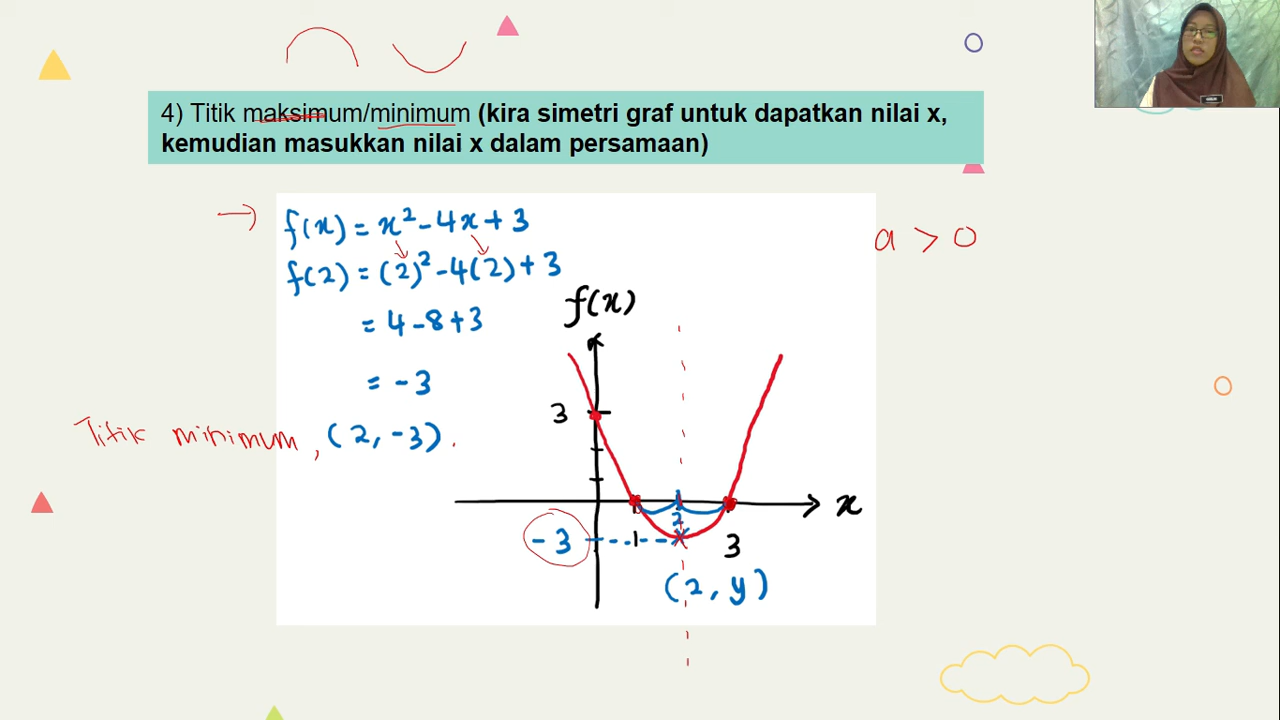 4) Titik maksimum/minimum (kira simetri graf untuk dapatkan nilai x,
kemudian masukkan nilai x dalam persamaan)
f(x) = x² - 4x + 3
a > 0
f(2) = (2)² - 4(2) + 3
= 4 - 8 + 3
= -3
Titik minimum, (2, -3).
f(x)
3
x
1
2
3
-3
(2, y)